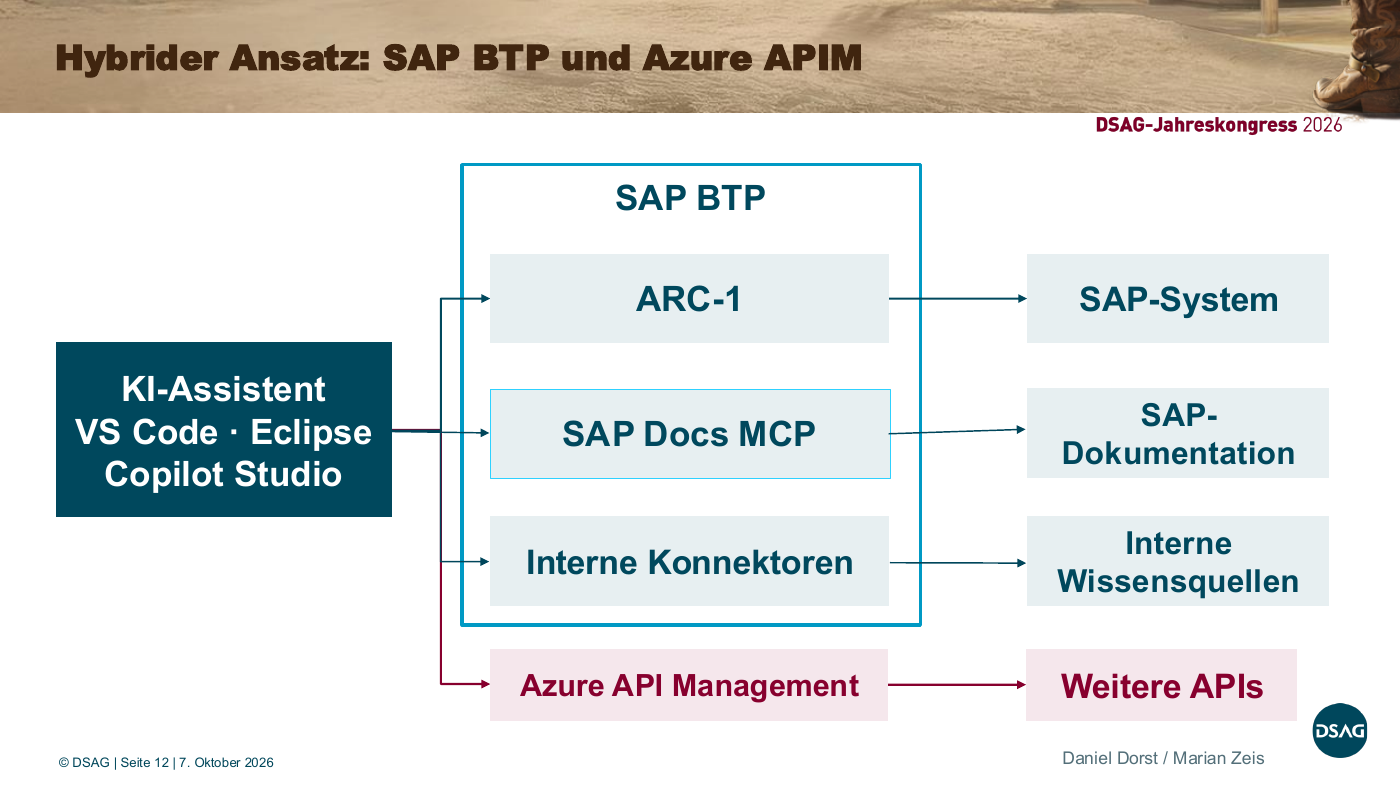 Hybrider Ansatz: SAP BTP und Azure APIM
DSAG-Jahreskongress 2026
SAP BTP
ARC-1
SAP-System
KI-Assistent
VS Code · Eclipse
Copilot Studio
SAP Docs MCP
SAP-
Dokumentation
Interne Konnektoren
Interne
Wissensquellen
Azure API Management
Weitere APIs
DSAG
© DSAG | Seite 12 | 7. Oktober 2026
Daniel Dorst / Marian Zeis